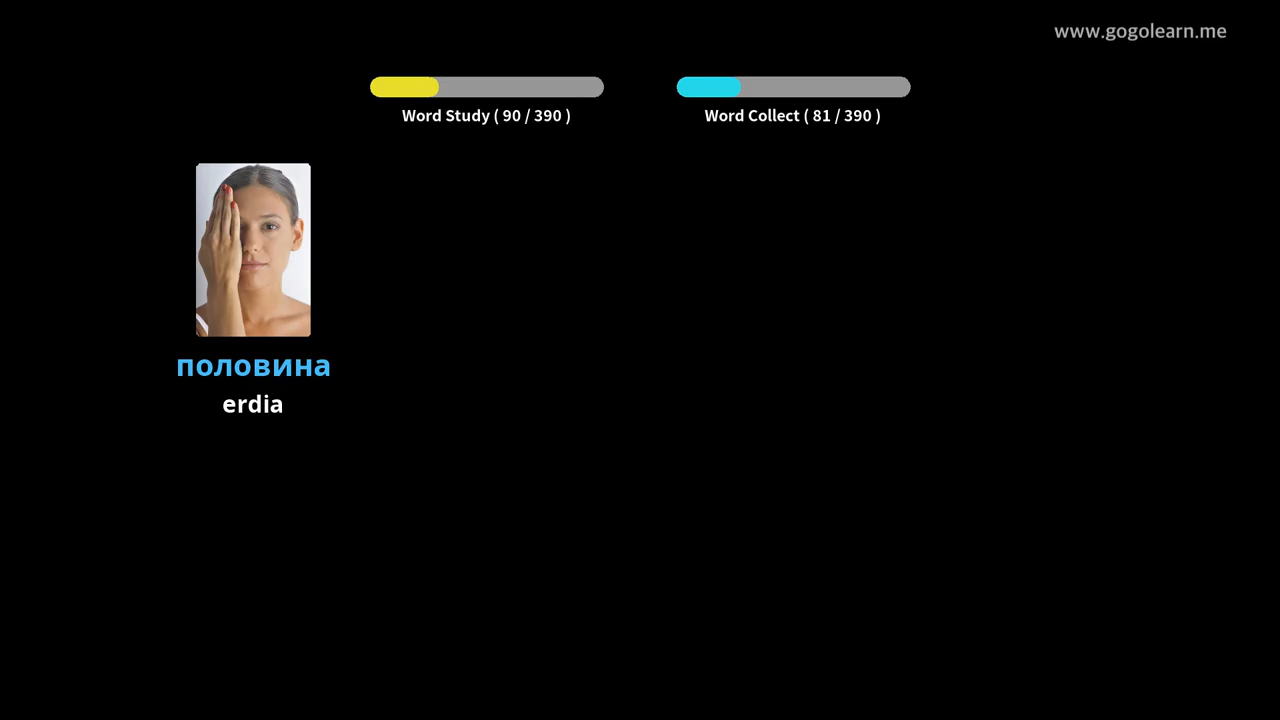 www.gogolearn.me
Word Study ( 90 / 390 )
Word Collect ( 81 / 390 )
половина
erdia